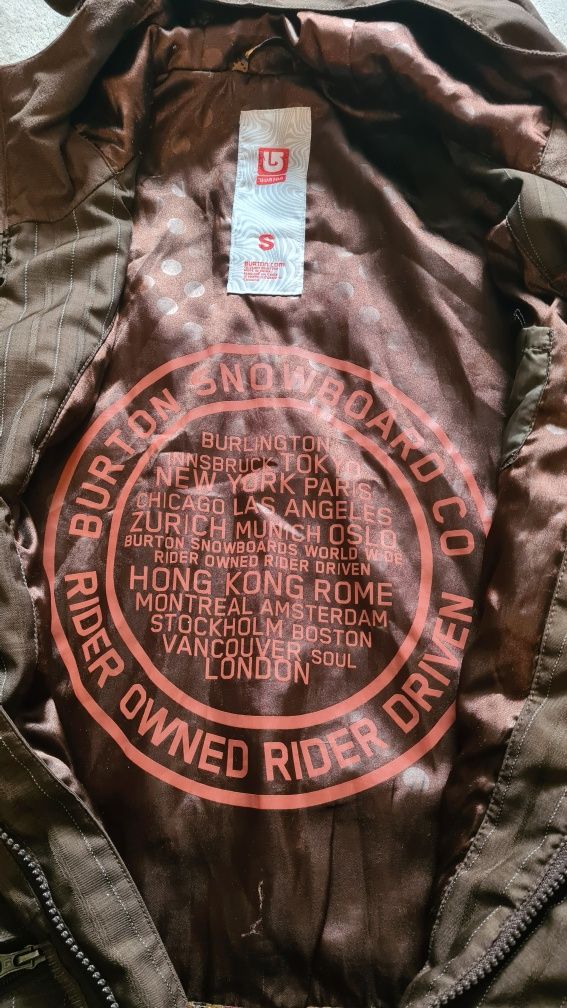 BURTON
S
BURTON.COM
BURTON SNOWBOARD CO
BURLINGTON
INNSBRUCK TOKYO
NEW YORK PARIS
CHICAGO LOS ANGELES
ZURICH MUNICH OSLO
BURTON SNOWBOARDS WORLD WIDE
RIDER OWNED RIDER DRIVEN
HONG KONG ROME
MONTREAL AMSTERDAM
STOCKHOLM BOSTON
VANCOUVER SOUL
LONDON
RIDER OWNED RIDER DRIVEN